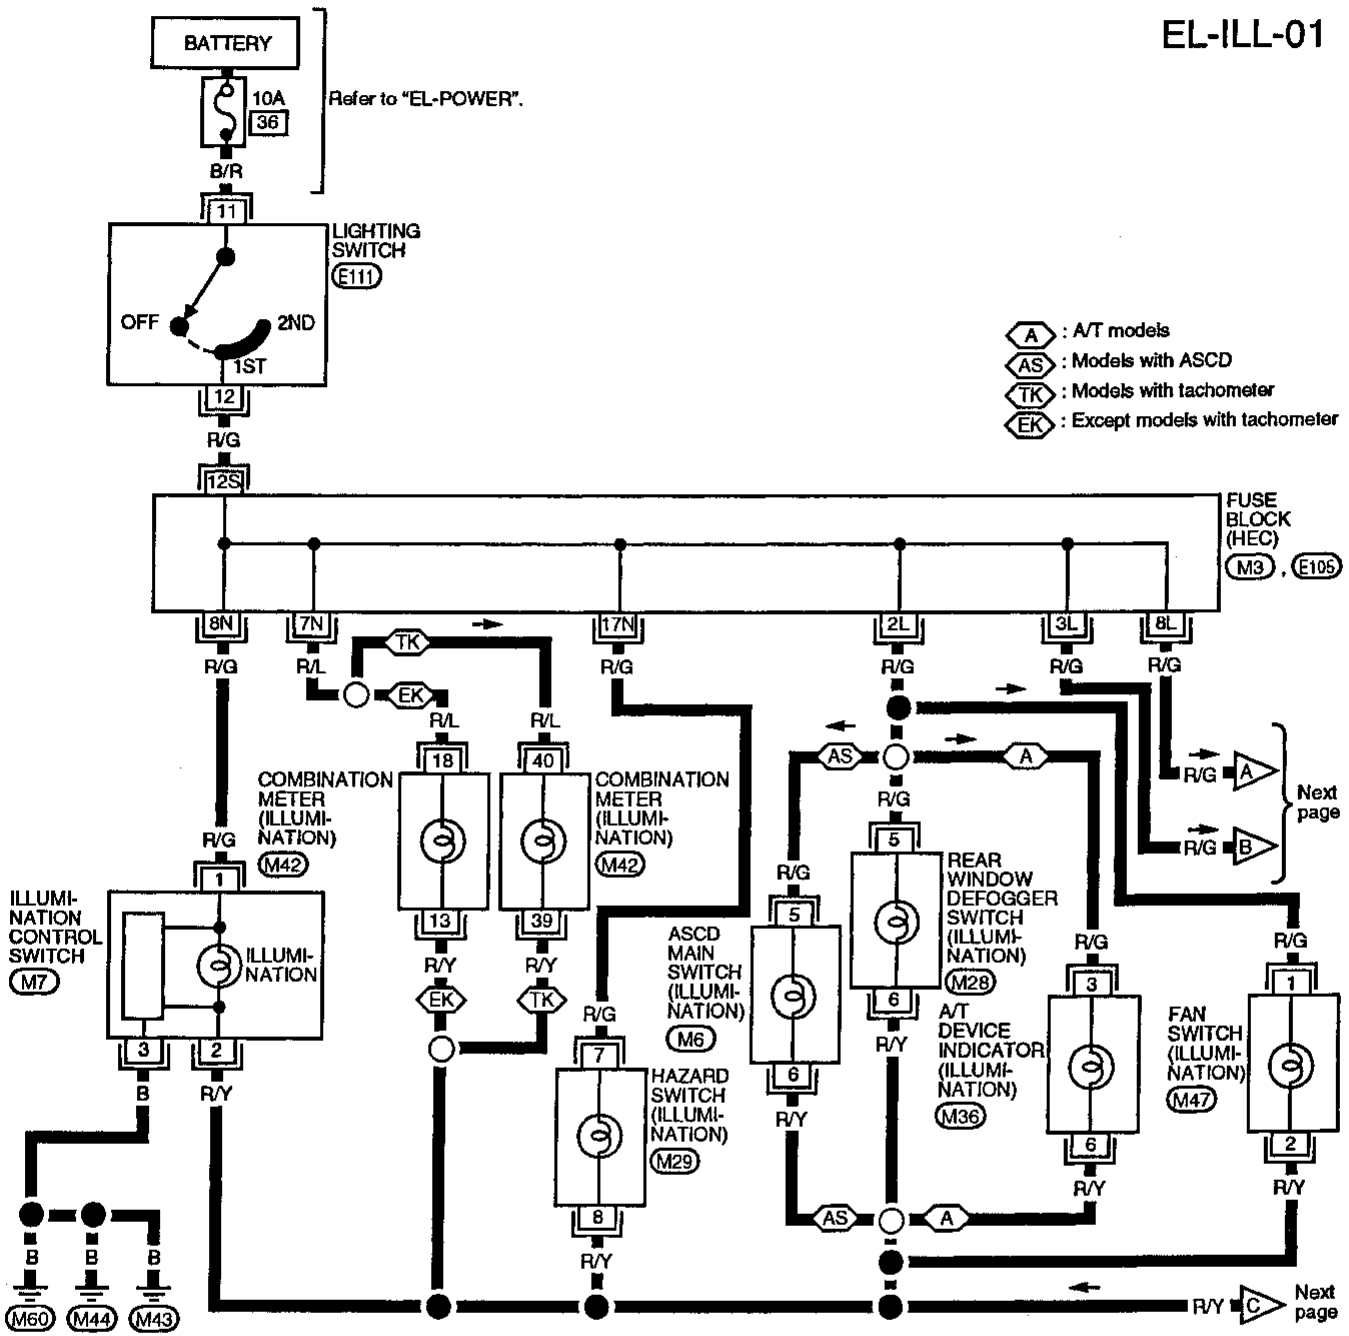 EL-ILL-01
BATTERY
10A
36
Refer to "EL-POWER".
B/R
11
LIGHTING
SWITCH
E111
OFF
2ND
1ST
12
R/G
12S
A : A/T models
AS : Models with ASCD
TK : Models with tachometer
EK : Except models with tachometer
FUSE
BLOCK
(HEC)
M3 , E105
8N
7N
17N
2L
3L
8L
R/G
R/L
TK
R/G
R/G
R/G
R/G
EK
R/L
R/L
18
40
AS
A
R/G
A
Next
page
R/G
B
COMBINATION
METER
(ILLUMI-
NATION)
M42
COMBINATION
METER
(ILLUMI-
NATION)
M42
R/G
R/G
5
REAR
WINDOW
DEFOGGER
SWITCH
(ILLUMI-
NATION)
M28
6
R/Y
R/G
5
ASCD
MAIN
SWITCH
(ILLUMI-
NATION)
M6
6
R/Y
1
ILLUMI-
NATION
CONTROL
SWITCH
M7
ILLUMI-
NATION
3
2
B
R/Y
13
39
R/Y
R/Y
EK
TK
R/G
7
HAZARD
SWITCH
(ILLUMI-
NATION)
M29
8
R/Y
R/G
3
A/T
DEVICE
INDICATOR
(ILLUMI-
NATION)
M36
6
R/Y
R/G
1
FAN
SWITCH
(ILLUMI-
NATION)
M47
2
R/Y
AS
A
B
B
B
M60
M44
M43
R/Y
C
Next
page